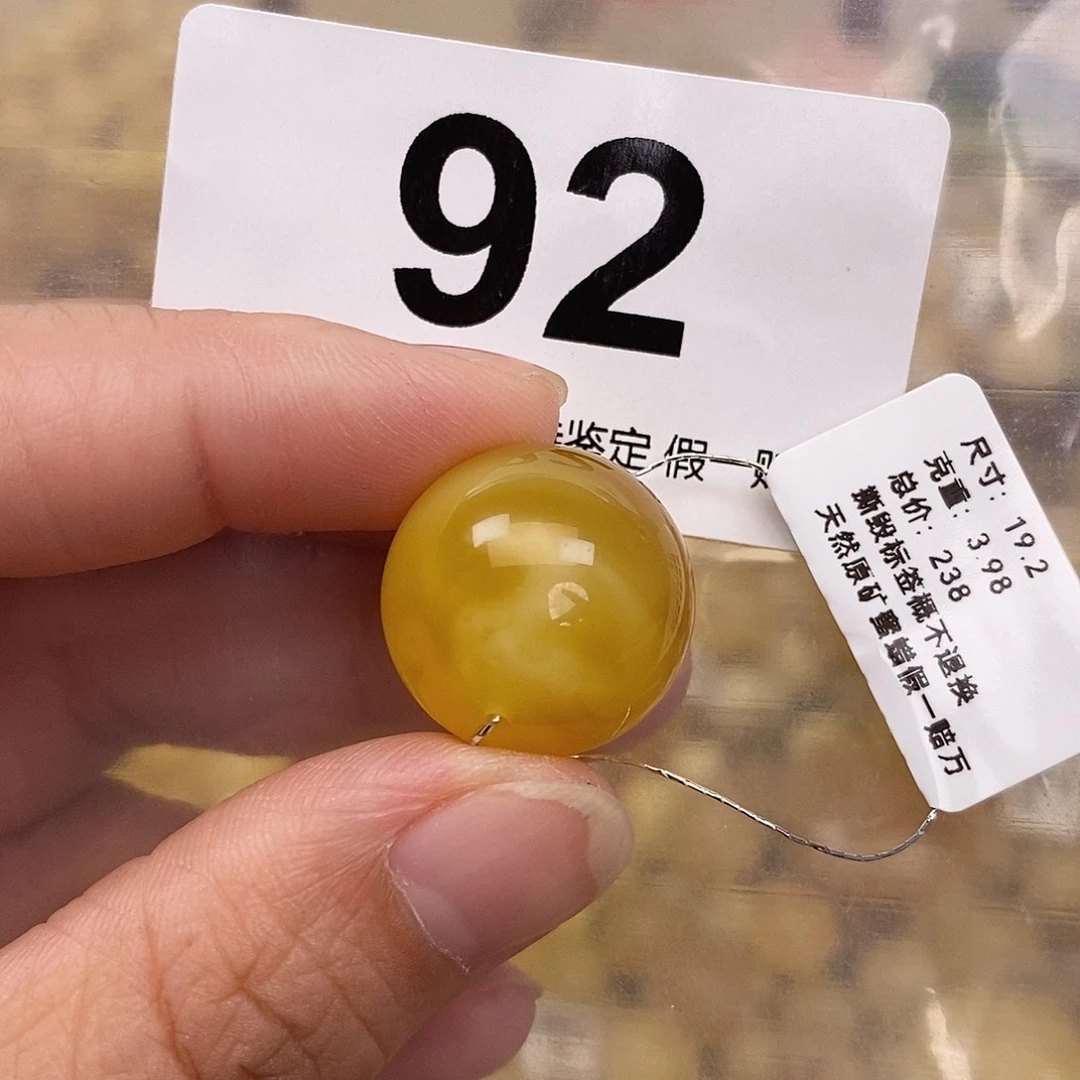 92
鉴定 假一赔
尺寸: 19.2
克重: 3.98
总价: 238
撕毁标签概不退换
天然原矿蜜蜡假一赔万